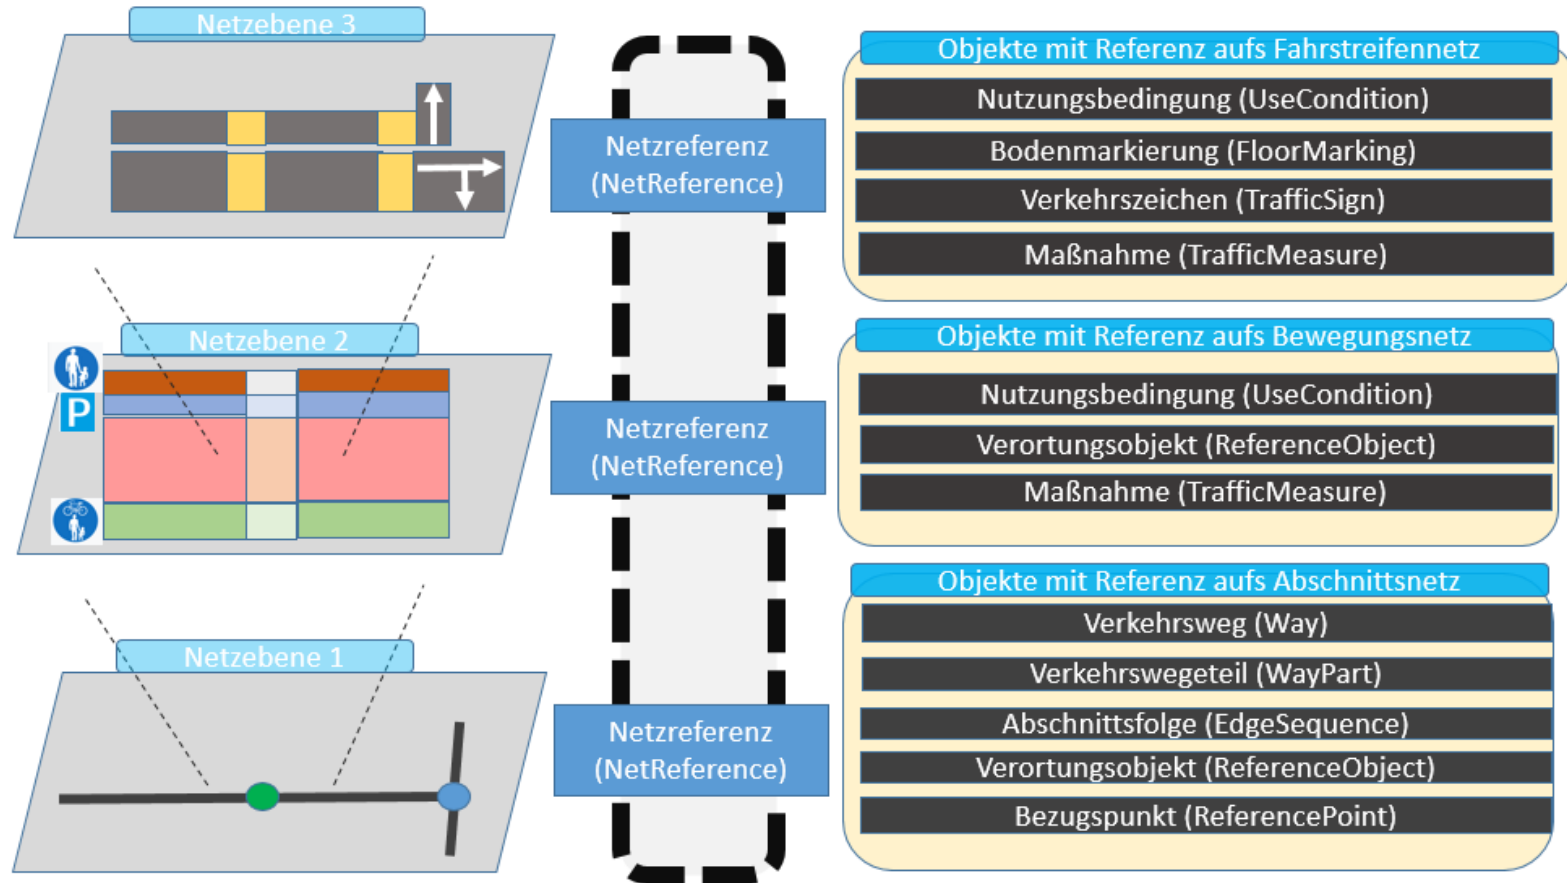 Netzebene 3
Netzreferenz
(NetReference)
Objekte mit Referenz aufs Fahrstreifennetz
Nutzungsbedingung (UseCondition)
Bodenmarkierung (FloorMarking)
Verkehrszeichen (TrafficSign)
Maßnahme (TrafficMeasure)
Netzebene 2
P
Netzreferenz
(NetReference)
Objekte mit Referenz aufs Bewegungsnetz
Nutzungsbedingung (UseCondition)
Verortungsobjekt (ReferenceObject)
Maßnahme (TrafficMeasure)
Netzebene 1
Netzreferenz
(NetReference)
Objekte mit Referenz aufs Abschnittsnetz
Verkehrsweg (Way)
Verkehrswegeteil (WayPart)
Abschnittsfolge (EdgeSequence)
Verortungsobjekt (ReferenceObject)
Bezugspunkt (ReferencePoint)